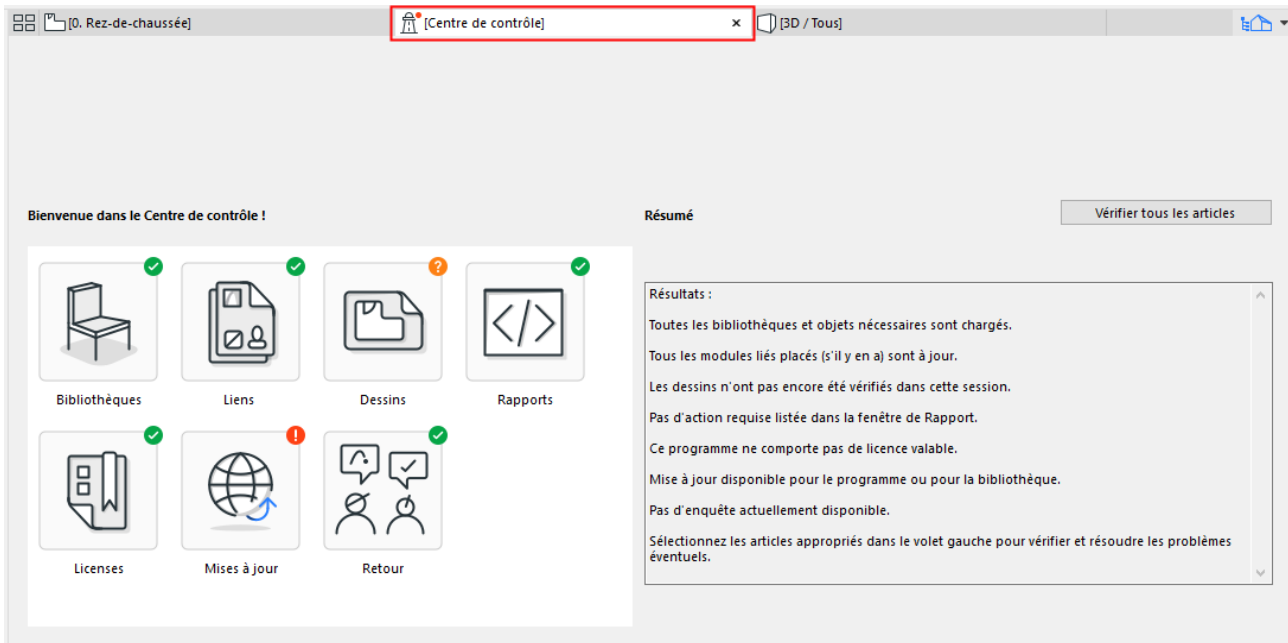 [0. Rez-de-chaussée]
[Centre de contrôle]
[3D / Tous]
Bienvenue dans le Centre de contrôle !
Bibliothèques
Liens
Dessins
Rapports
Licenses
Mises à jour
Retour
Résumé
Vérifier tous les articles
Résultats :
Toutes les bibliothèques et objets nécessaires sont chargés.
Tous les modules liés placés (s'il y en a) sont à jour.
Les dessins n'ont pas encore été vérifiés dans cette session.
Pas d'action requise listée dans la fenêtre de Rapport.
Ce programme ne comporte pas de licence valable.
Mise à jour disponible pour le programme ou pour la bibliothèque.
Pas d'enquête actuellement disponible.
Sélectionnez les articles appropriés dans le volet gauche pour vérifier et résoudre les problèmes
éventuels.